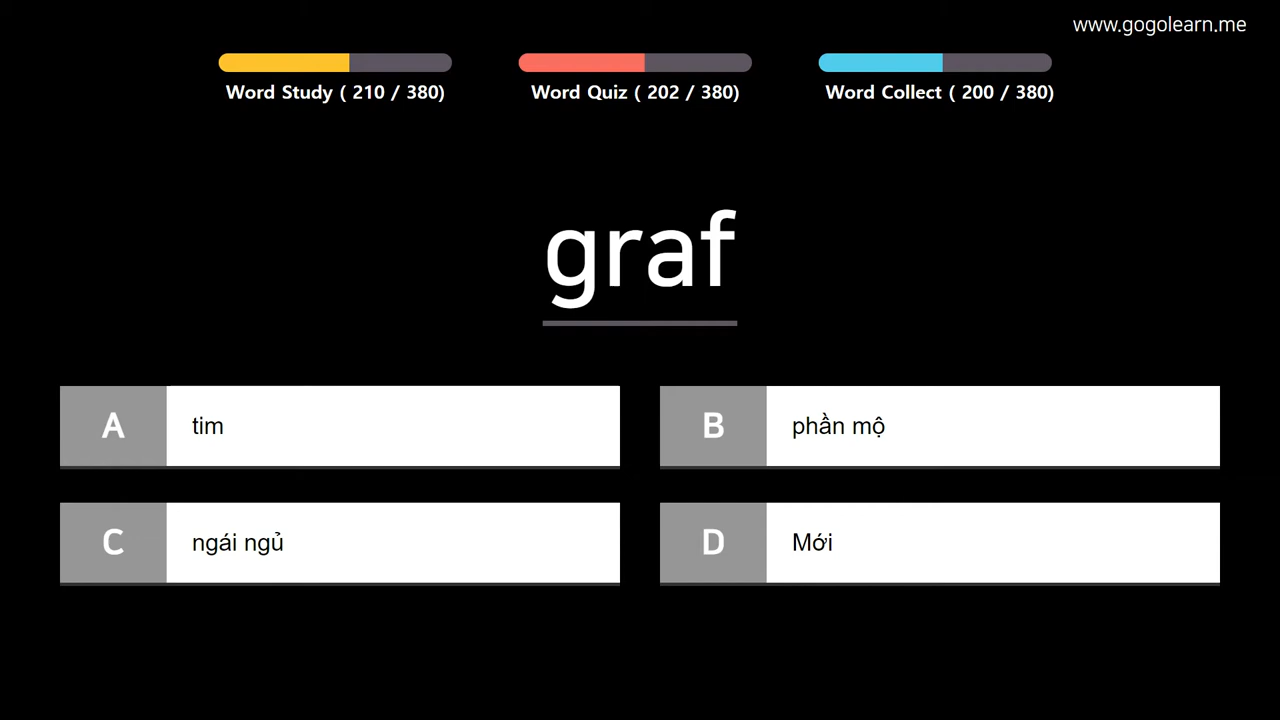 www.gogolearn.me
Word Study ( 210 / 380)
Word Quiz ( 202 / 380)
Word Collect ( 200 / 380)
graf
A tim
B phần mộ
C ngái ngủ
D Mới